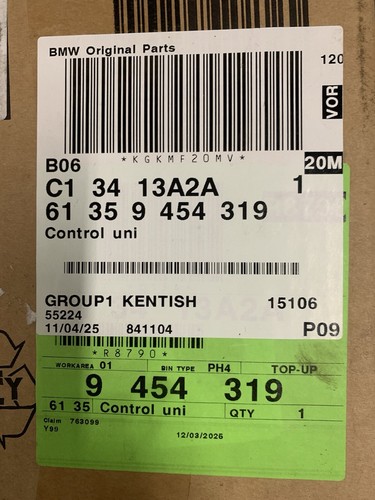 BMW Original Parts
120
VOR
*KGKMF20MV*
B06
20M
C1 34 13A2A 1
61 35 9 454 319
Control uni
GROUP1 KENTISH 15106
55224
11/04/25 841104 P09
*R8790*
WORKAREA 01 BIN TYPE PH4 TOP-UP
9 454 319
61 35 Control uni QTY 1
Claim 763099
Y99
12/03/2026